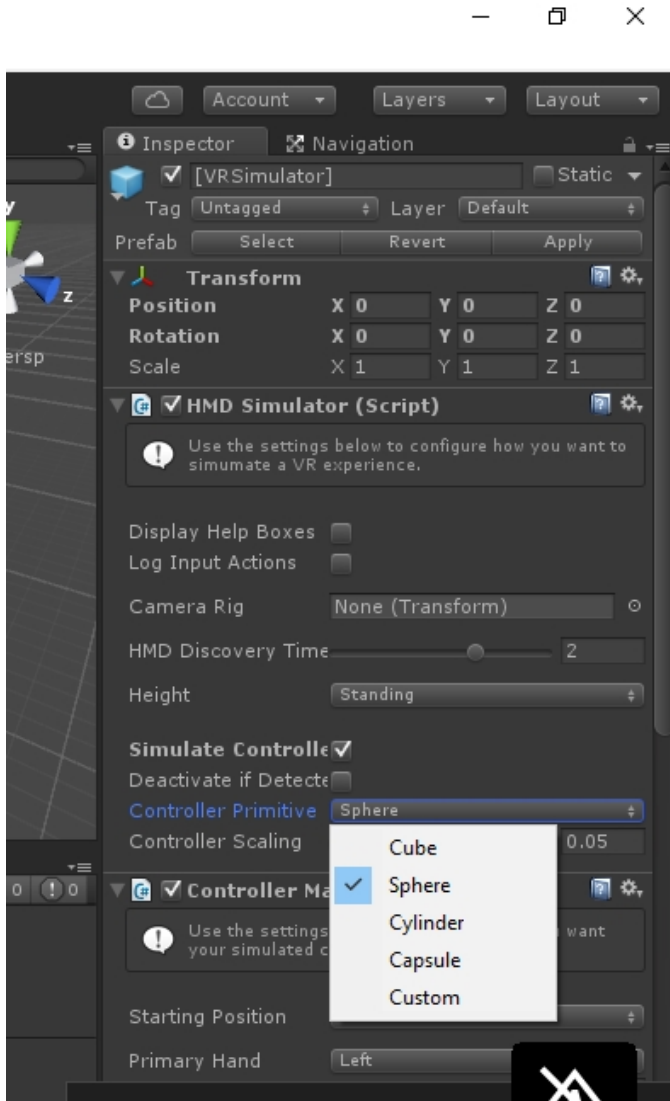 Account Layers Layout
Inspector Navigation
[VRSimulator] Static
y
Tag Untagged Layer Default
Prefab Select Revert Apply
z
Transform
Position X 0 Y 0 Z 0
Rotation X 0 Y 0 Z 0
ersp
Scale X 1 Y 1 Z 1
HMD Simulator (Script)
Use the settings below to configure how you want to
simumate a VR experience.
Display Help Boxes
Log Input Actions
Camera Rig None (Transform)
HMD Discovery Time 2
Height Standing
Simulate Controlle
Deactivate if Detecte
Controller Primitive Sphere
Controller Scaling 0.05
Cube
0 0 Controller Ma
Sphere
Use the settings want
your simulated c
Cylinder
Capsule
Custom
Starting Position
Primary Hand Left